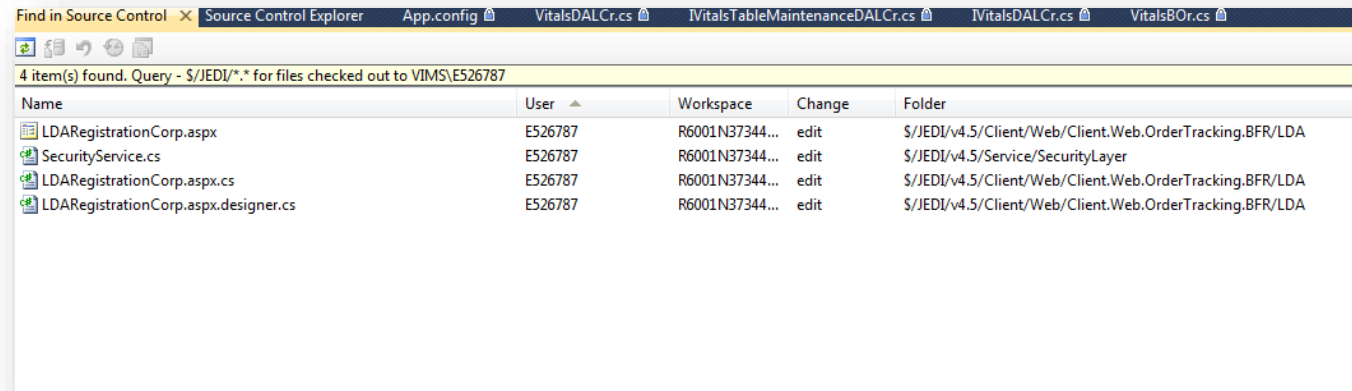 Find in Source Control Source Control Explorer App.config VitalsDALCr.cs IVitalsTableMaintenanceDALCr.cs IVitalsDALCr.cs VitalsBOr.cs
4 item(s) found. Query - $/JEDI/*.* for files checked out to VIMS\E526787
Name User Workspace Change Folder
LDARegistrationCorp.aspx E526787 R6001N37344... edit $/JEDI/v4.5/Client/Web/Client.Web.OrderTracking.BFR/LDA
SecurityService.cs E526787 R6001N37344... edit $/JEDI/v4.5/Service/SecurityLayer
LDARegistrationCorp.aspx.cs E526787 R6001N37344... edit $/JEDI/v4.5/Client/Web/Client.Web.OrderTracking.BFR/LDA
LDARegistrationCorp.aspx.designer.cs E526787 R6001N37344... edit $/JEDI/v4.5/Client/Web/Client.Web.OrderTracking.BFR/LDA